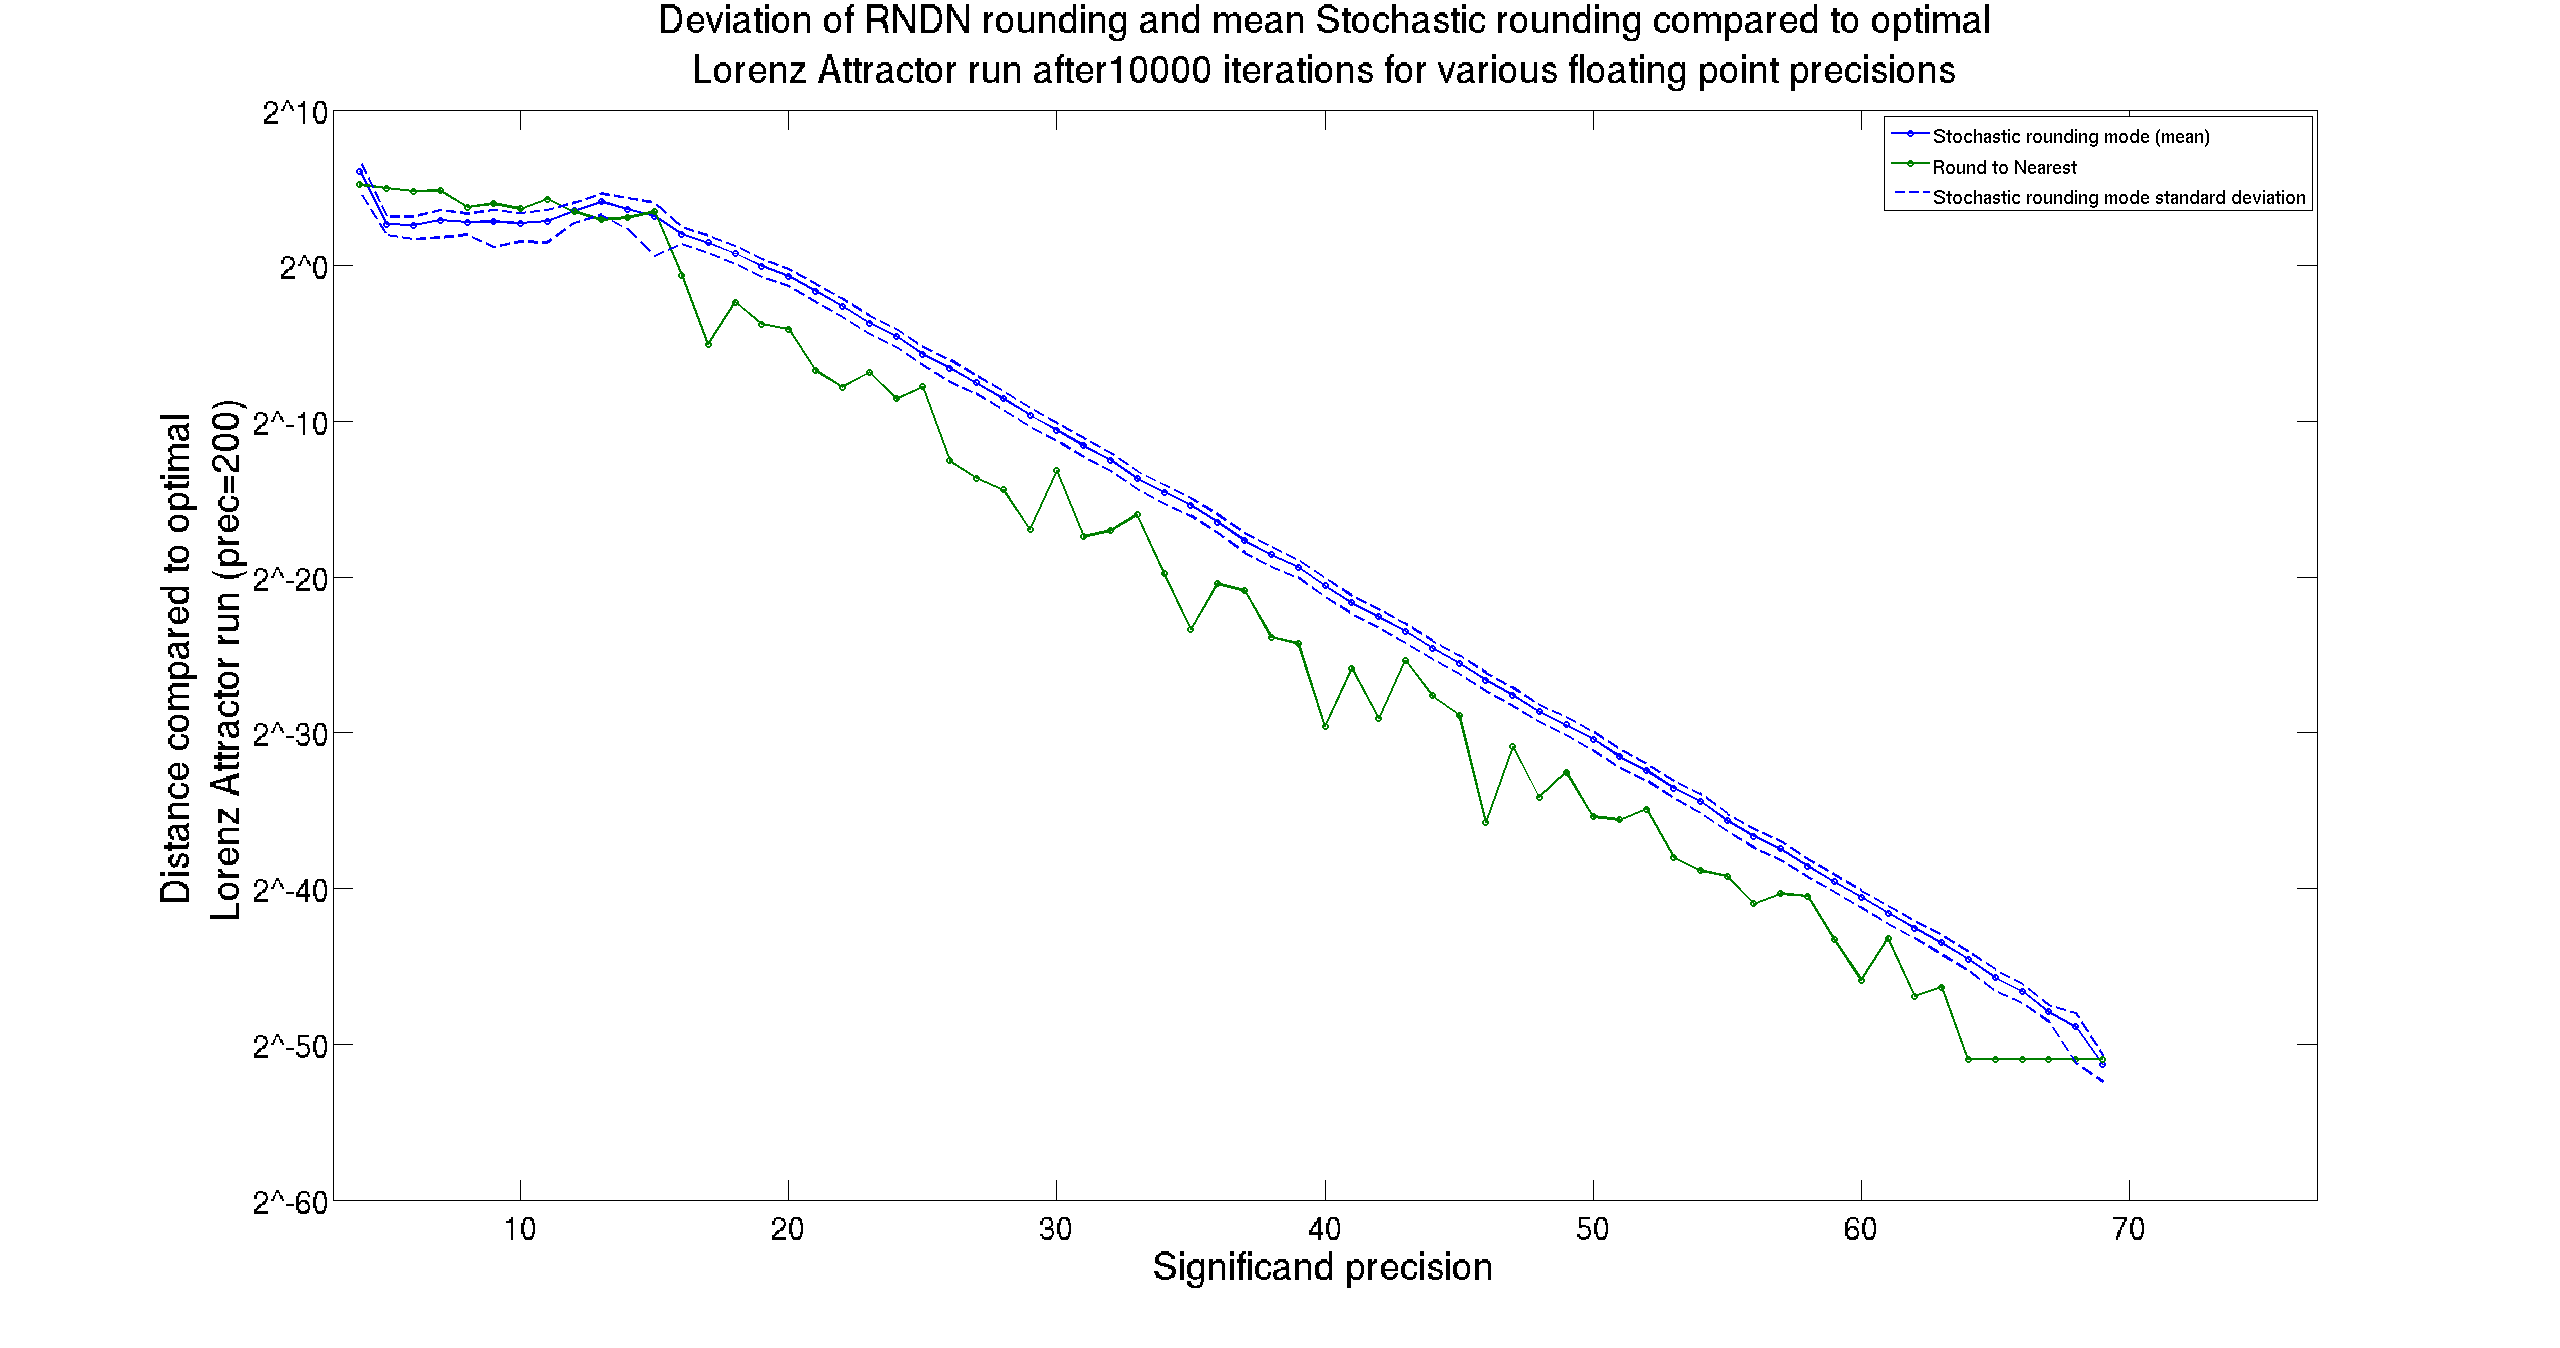 Deviation of RNDN rounding and mean Stochastic rounding compared to optimal
Lorenz Attractor run after10000 iterations for various floating point precisions
2^10
2^0
2^-10
2^-20
2^-30
2^-40
2^-50
2^-60
Distance compared to optimal
Lorenz Attractor run (prec=200)
Stochastic rounding mode (mean)
Round to Nearest
Stochastic rounding mode standard deviation
10 20 30 40 50 60 70
Significand precision